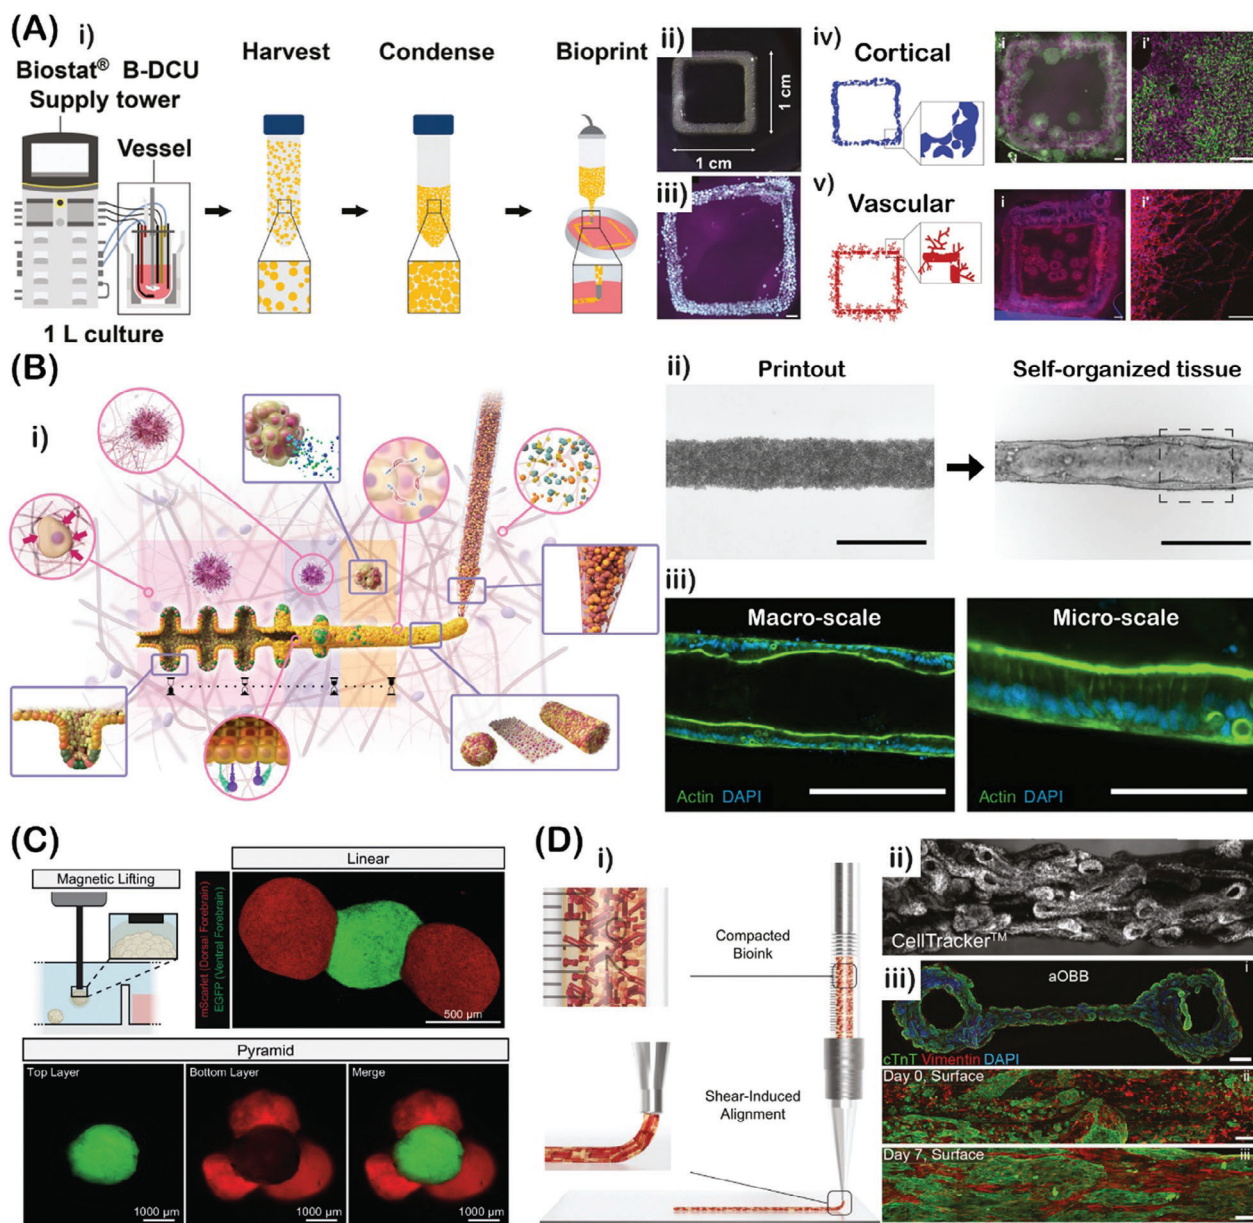 (A)
i)
Biostat® B-DCU
Supply tower
Vessel
1 L culture
Harvest
Condense
Bioprint
ii)
1 cm
1 cm
iii)
iv)
Cortical
i
i'
v)
Vascular
i
i'
(B)
i)
ii)
Printout
Self-organized tissue
iii)
Macro-scale
Actin DAPI
Micro-scale
Actin DAPI
(C)
Magnetic Lifting
Linear
mScarlet (Dorsal Forebrain)
EGFP (Ventral Forebrain)
500 µm
Pyramid
Top Layer
1000 µm
Bottom Layer
1000 µm
Merge
1000 µm
(D)
i)
Compacted
Bioink
Shear-Induced
Alignment
ii)
CellTracker™
iii)
aOBB
i
cTnT Vimentin DAPI
Day 0, Surface
ii
Day 7, Surface
iii